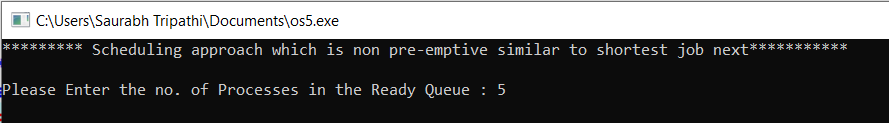 C:\Users\Saurabh Tripathi\Documents\os5.exe
********* Scheduling approach which is non pre-emptive similar to shortest job next***********
Please Enter the no. of Processes in the Ready Queue : 5